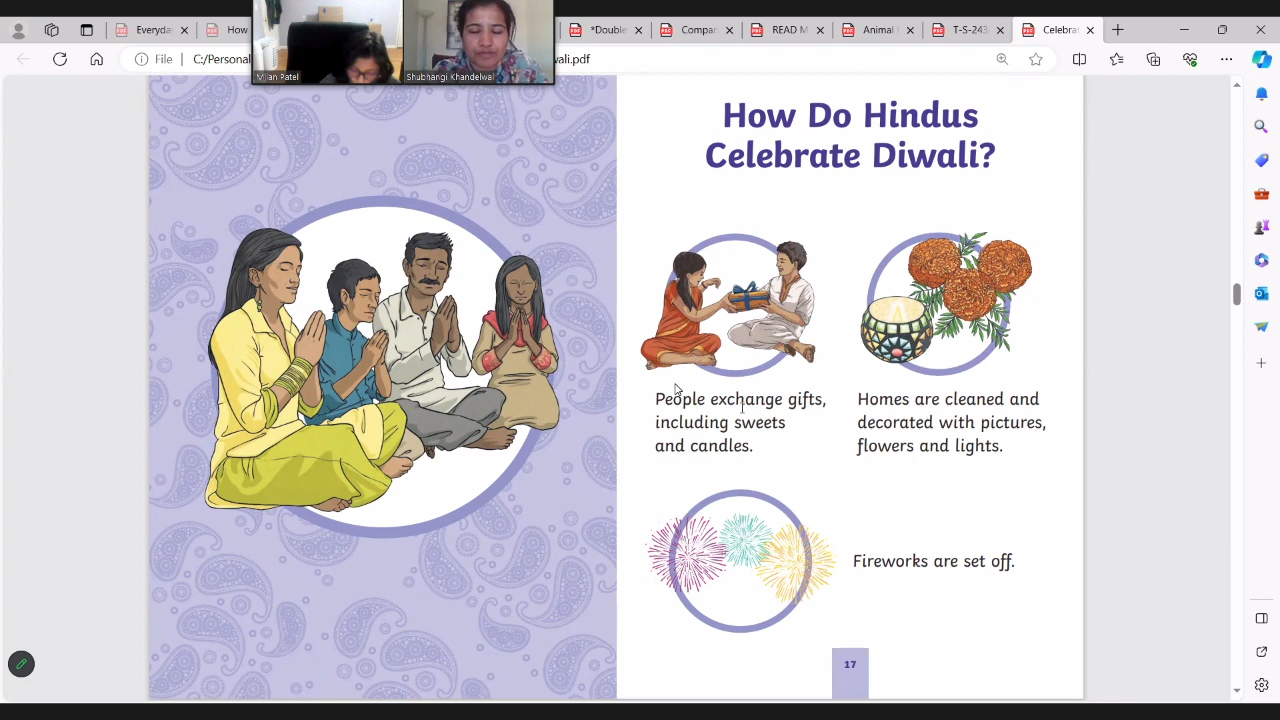 Everyday
How
*Double
Compar
READ M
Animal
T-S-243
Celebrat
File
C:/Personal
wali.pdf
Milan Patel
Shubhangi Khandelwal
How Do Hindus
Celebrate Diwali?
People exchange gifts,
including sweets
and candles.
Homes are cleaned and
decorated with pictures,
flowers and lights.
Fireworks are set off.
17